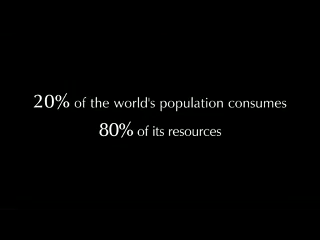 20% of the world's population consumes
80% of its resources